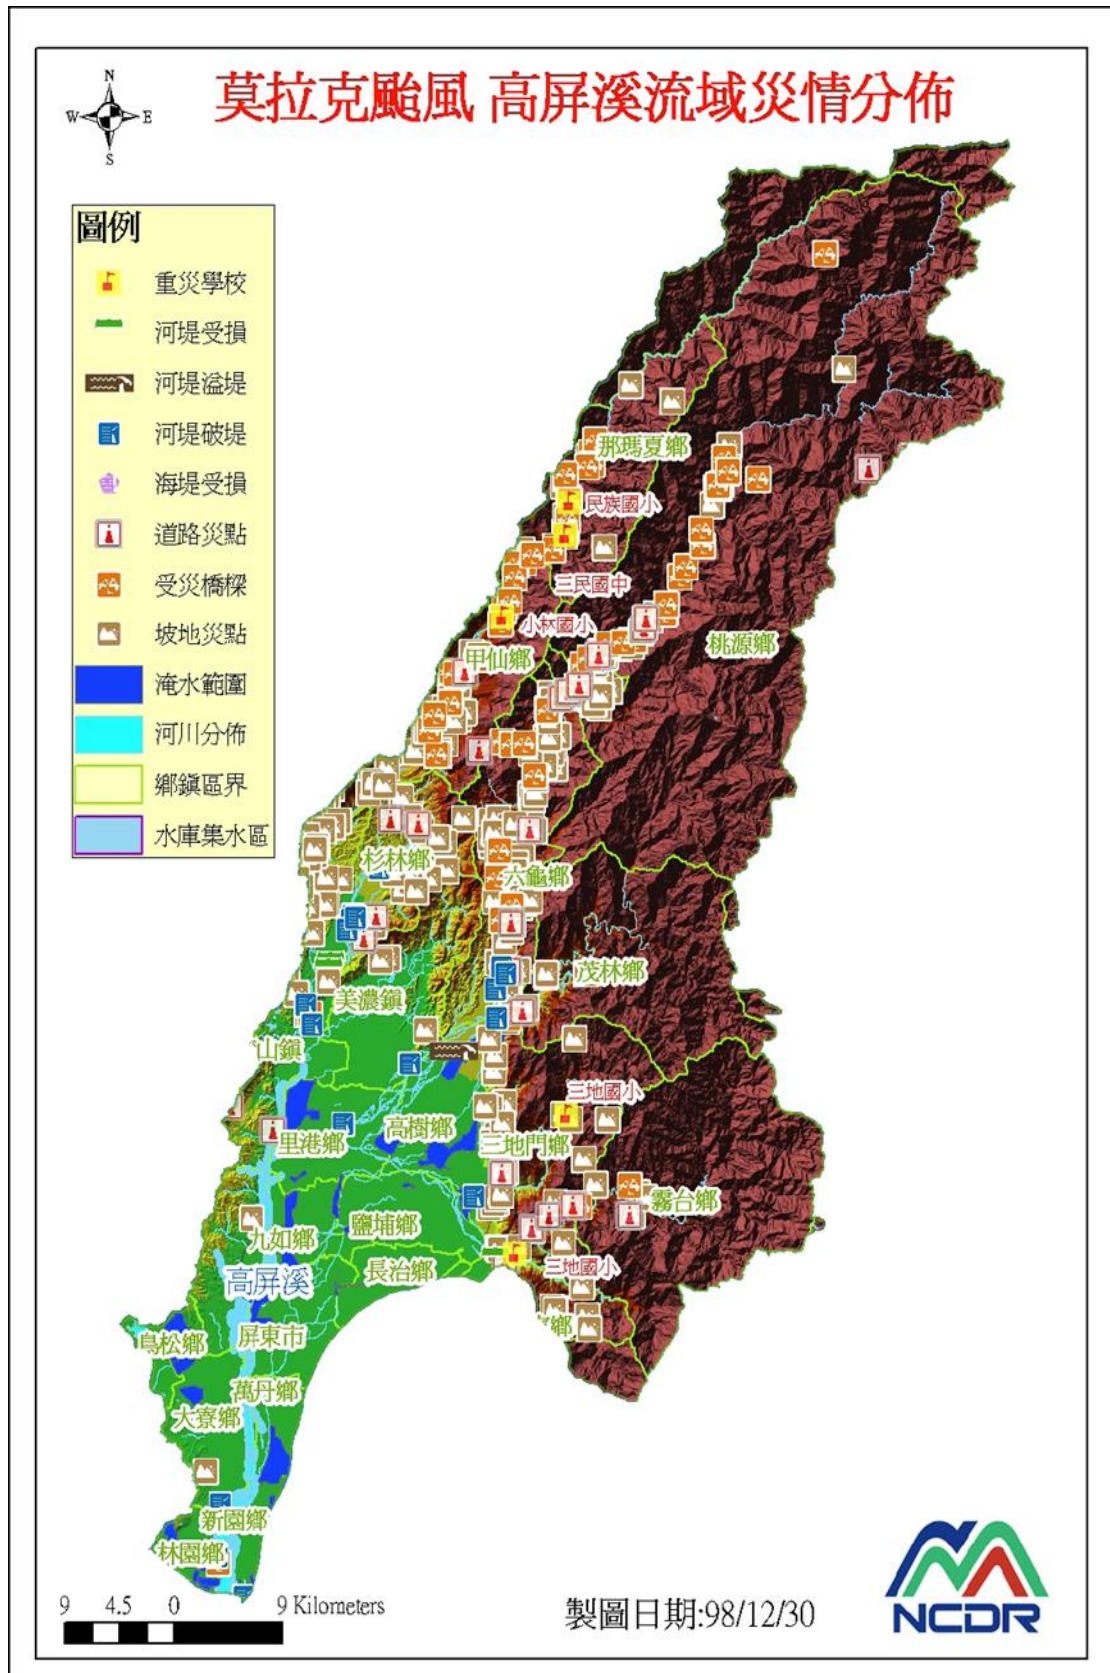 莫拉克颱風 高屏溪流域災情分佈
N
W
E
S
圖例
重災學校
河堤受損
河堤溢堤
河堤破堤
海堤受損
道路災點
受災橋樑
坡地災點
淹水範圍
河川分佈
鄉鎮區界
水庫集水區
那瑪夏鄉
民族國小
三民國中
小林國小
甲仙鄉
桃源鄉
杉林鄉
六龜鄉
茂林鄉
美濃鎮
山鎮
三地國小
高樹鄉
里港鄉
三地門鄉
霧台鄉
鹽埔鄉
九如鄉
長治鄉
三地國小
高屏溪
鳥松鄉
屏東市
鄉
萬丹鄉
大寮鄉
新園鄉
林園鄉
9 4.5 0 9 Kilometers
製圖日期:98/12/30
NCDR